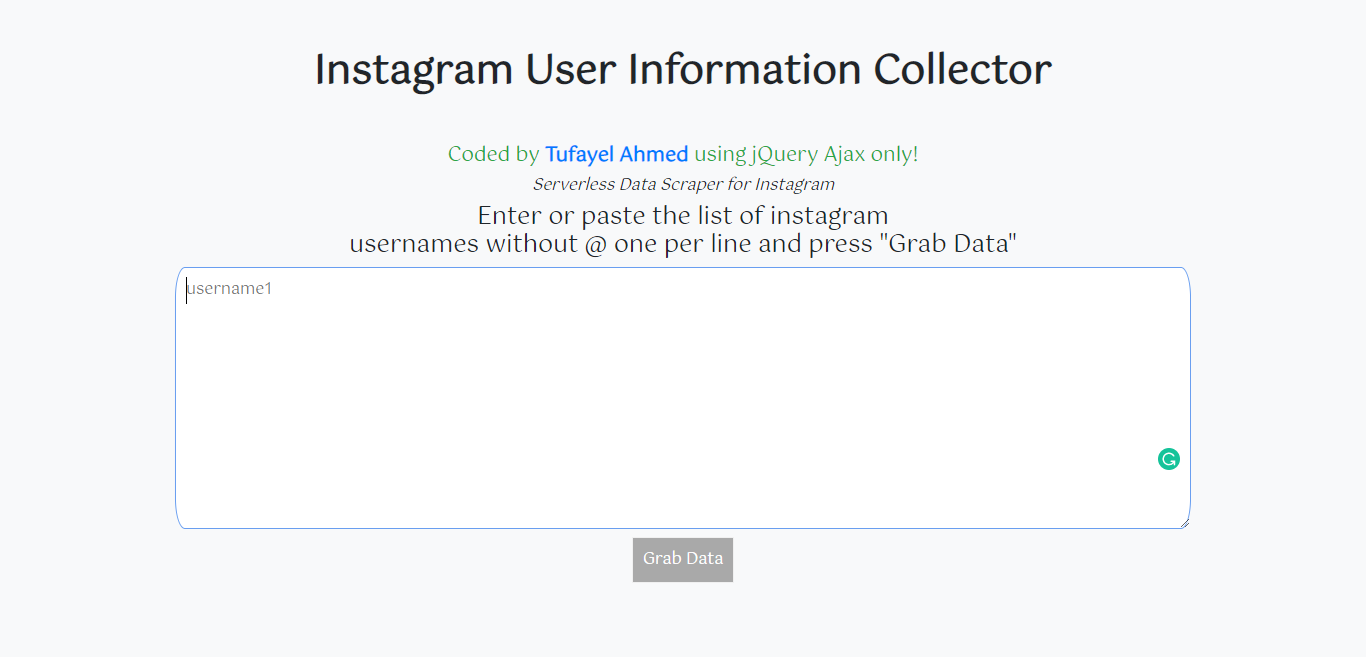 Instagram User Information Collector
Coded by Tufayel Ahmed using jQuery Ajax only!
Serverless Data Scraper for Instagram
Enter or paste the list of instagram
usernames without @ one per line and press "Grab Data"
username1
Grab Data